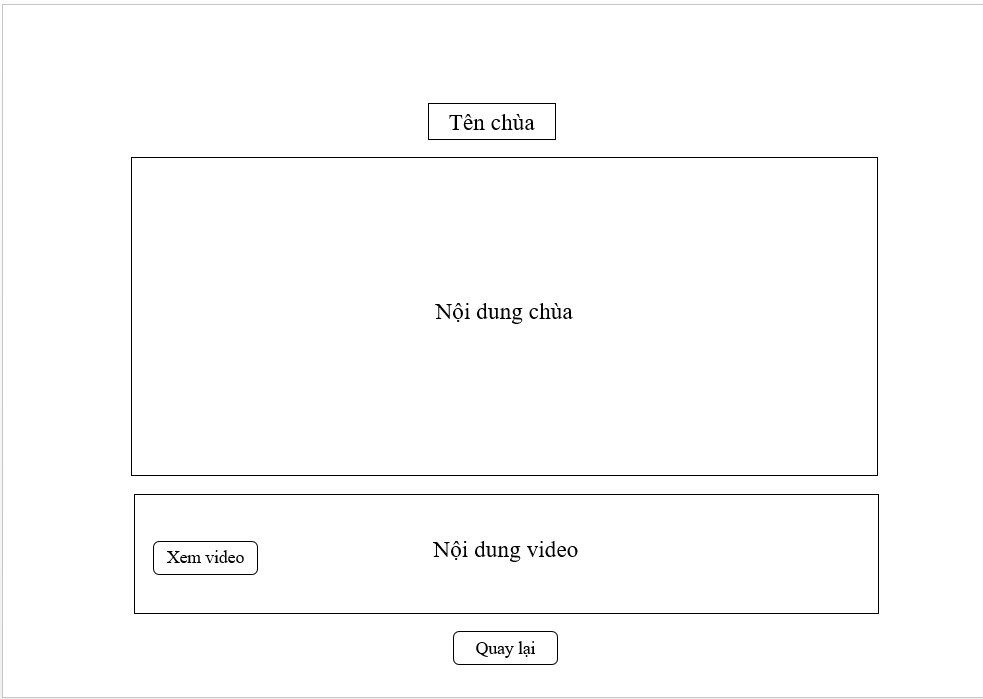 Tên chùa
Nội dung chùa
Nội dung video
Xem video
Quay lại